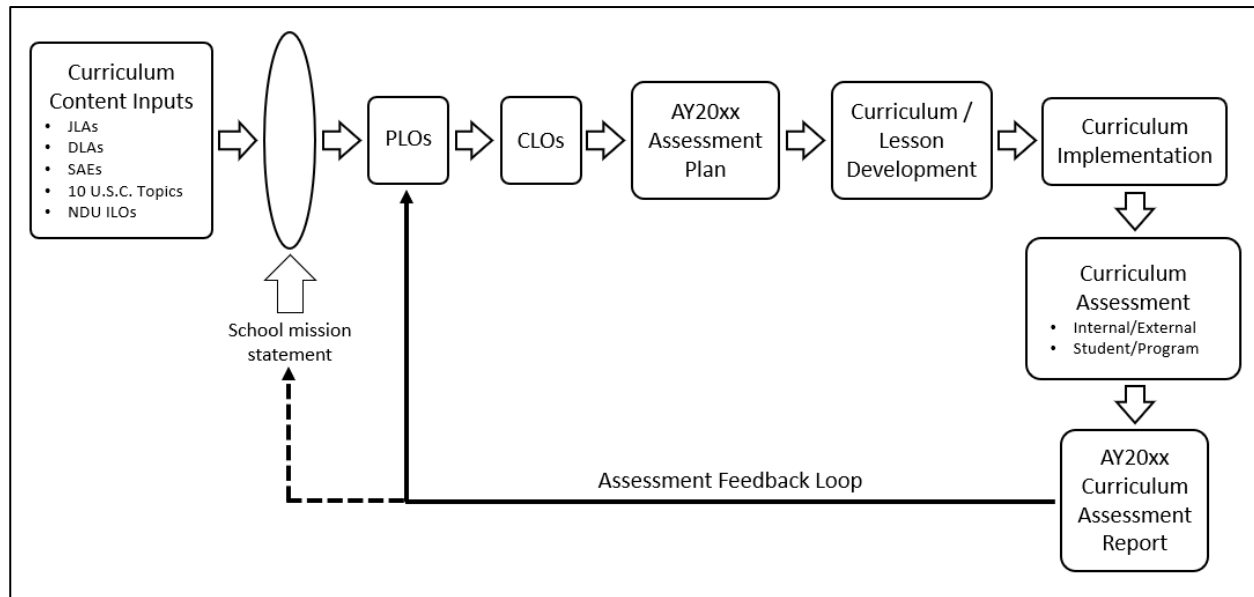 Curriculum
Content Inputs
• JLAs
• DLAs
• SAEs
• 10 U.S.C. Topics
• NDU ILOs
School mission
statement
PLOs
CLOs
AY20xx
Assessment
Plan
Curriculum /
Lesson
Development
Curriculum
Implementation
Curriculum
Assessment
• Internal/External
• Student/Program
AY20xx
Curriculum
Assessment
Report
Assessment Feedback Loop